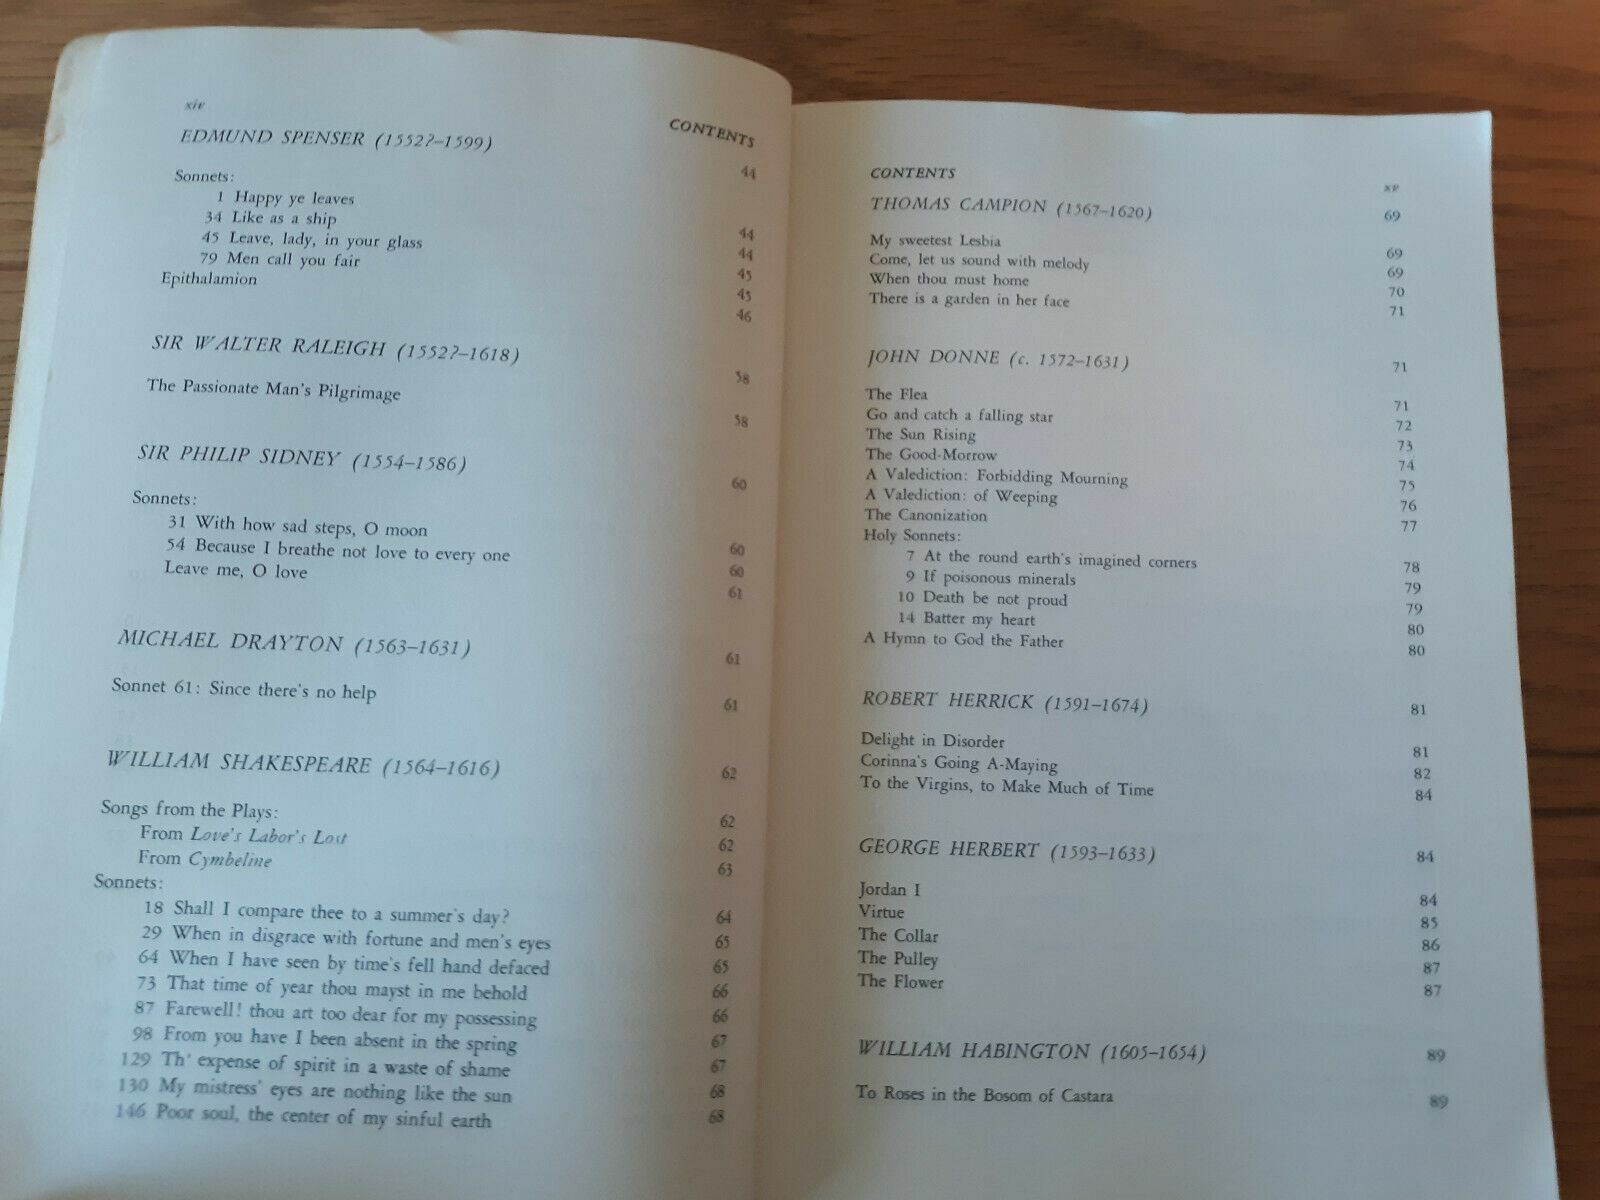 xiv
CONTENTS
EDMUND SPENSER (1552?–1599) 44
Sonnets: 44
1 Happy ye leaves 44
34 Like as a ship 45
45 Leave, lady, in your glass 45
79 Men call you fair 46
Epithalamion
SIR WALTER RALEIGH (1552?–1618) 58
The Passionate Man's Pilgrimage 58
SIR PHILIP SIDNEY (1554–1586) 60
Sonnets:
31 With how sad steps, O moon 60
54 Because I breathe not love to every one 60
Leave me, O love 61
MICHAEL DRAYTON (1563–1631) 61
Sonnet 61: Since there's no help 61
WILLIAM SHAKESPEARE (1564–1616) 62
Songs from the Plays: 62
From Love's Labor's Lost 62
From Cymbeline 63
Sonnets:
18 Shall I compare thee to a summer's day? 64
29 When in disgrace with fortune and men's eyes 65
64 When I have seen by time's fell hand defaced 65
73 That time of year thou mayst in me behold 66
87 Farewell! thou art too dear for my possessing 66
98 From you have I been absent in the spring 67
129 Th' expense of spirit in a waste of shame 67
130 My mistress' eyes are nothing like the sun 68
146 Poor soul, the center of my sinful earth 68
CONTENTS
xv
THOMAS CAMPION (1567–1620) 69
My sweetest Lesbia 69
Come, let us sound with melody 69
When thou must home 70
There is a garden in her face 71
JOHN DONNE (c. 1572–1631) 71
The Flea 71
Go and catch a falling star 72
The Sun Rising 73
The Good-Morrow 74
A Valediction: Forbidding Mourning 75
A Valediction: of Weeping 76
The Canonization 77
Holy Sonnets:
7 At the round earth's imagined corners 78
9 If poisonous minerals 79
10 Death be not proud 79
14 Batter my heart 80
A Hymn to God the Father 80
ROBERT HERRICK (1591–1674) 81
Delight in Disorder 81
Corinna's Going A-Maying 82
To the Virgins, to Make Much of Time 84
GEORGE HERBERT (1593–1633) 84
Jordan I 84
Virtue 85
The Collar 86
The Pulley 87
The Flower 87
WILLIAM HABINGTON (1605–1654) 89
To Roses in the Bosom of Castara 89